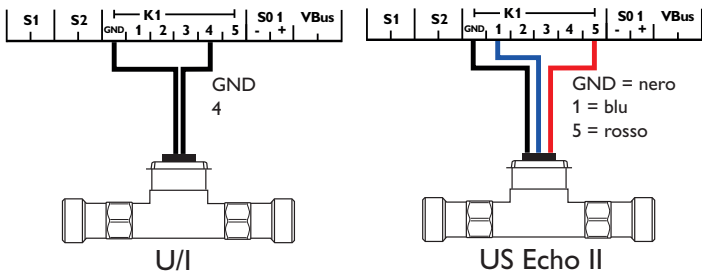 S1 S2 K1 S0 1 VBus
GND 1 2 3 4 5 - +
GND
4
U/I
S1 S2 K1 S0 1 VBus
GND 1 2 3 4 5 - +
GND = nero
1 = blu
5 = rosso
US Echo II